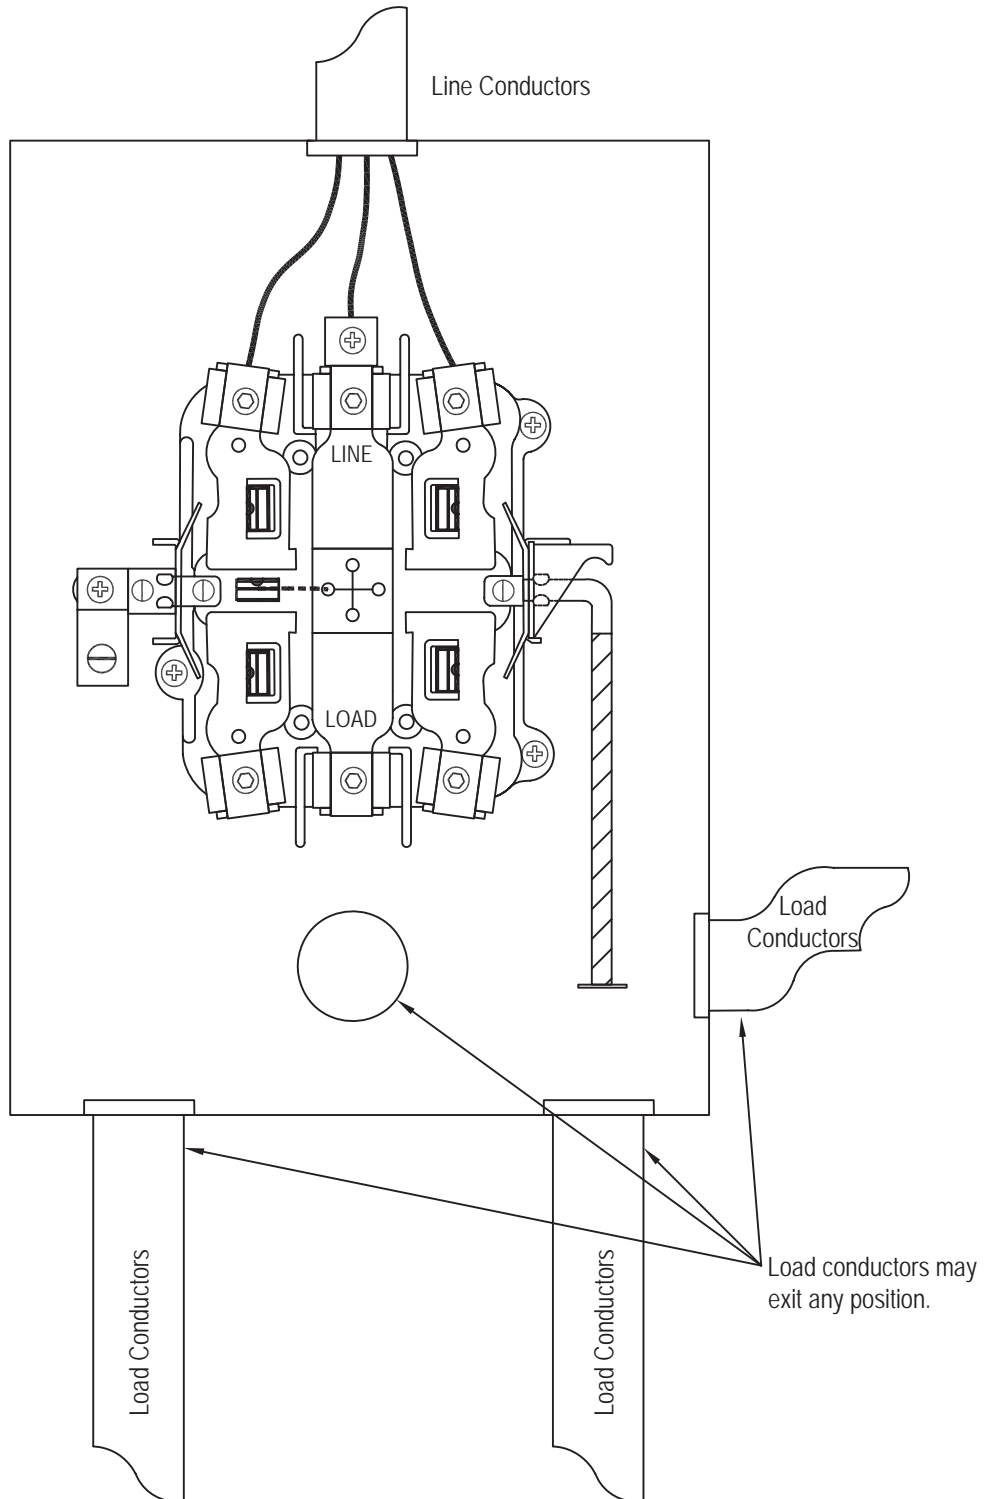 Line Conductors
LINE
LOAD
Load
Conductors
Load conductors may
exit any position.
Load Conductors
Load Conductors